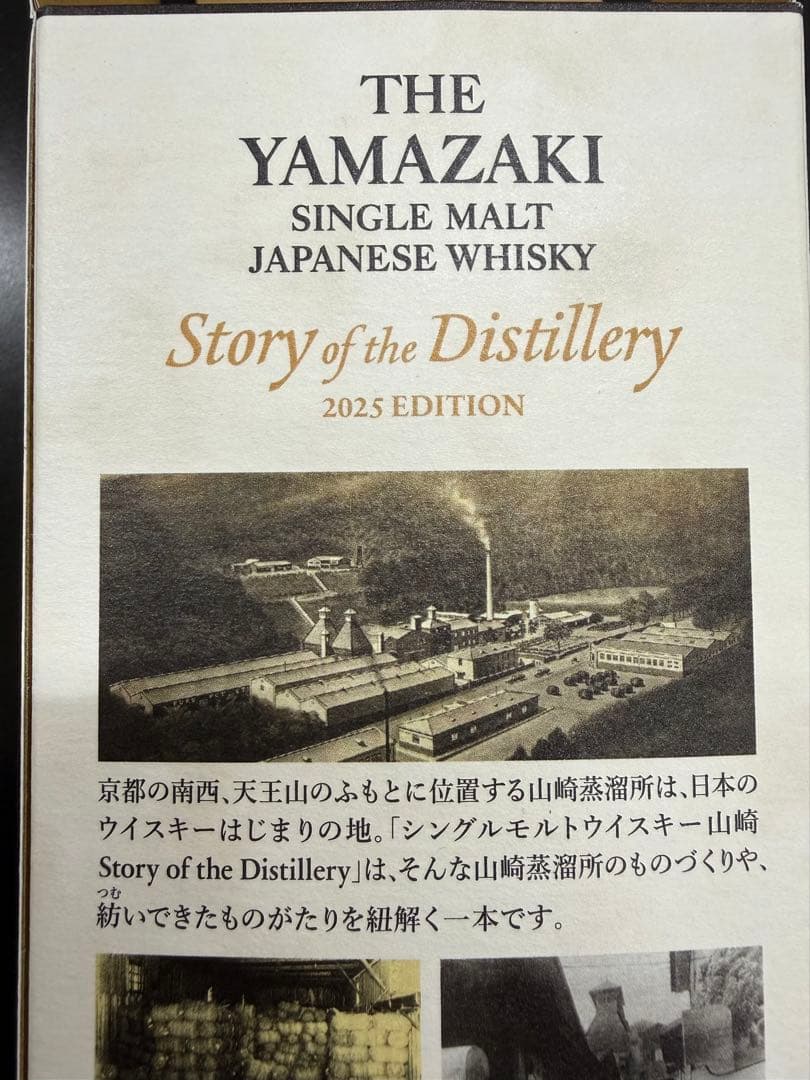 THE
YAMAZAKI
SINGLE MALT
JAPANESE WHISKY
Story of the Distillery
2025 EDITION
京都の南西、天王山のふもとに位置する山崎蒸溜所は、日本の
ウイスキーはじまりの地。「シングルモルトウイスキー山崎
Story of the Distillery」は、そんな山崎蒸溜所のものづくりや、
つむ
紡いできたものがたりを紐解く一本です。